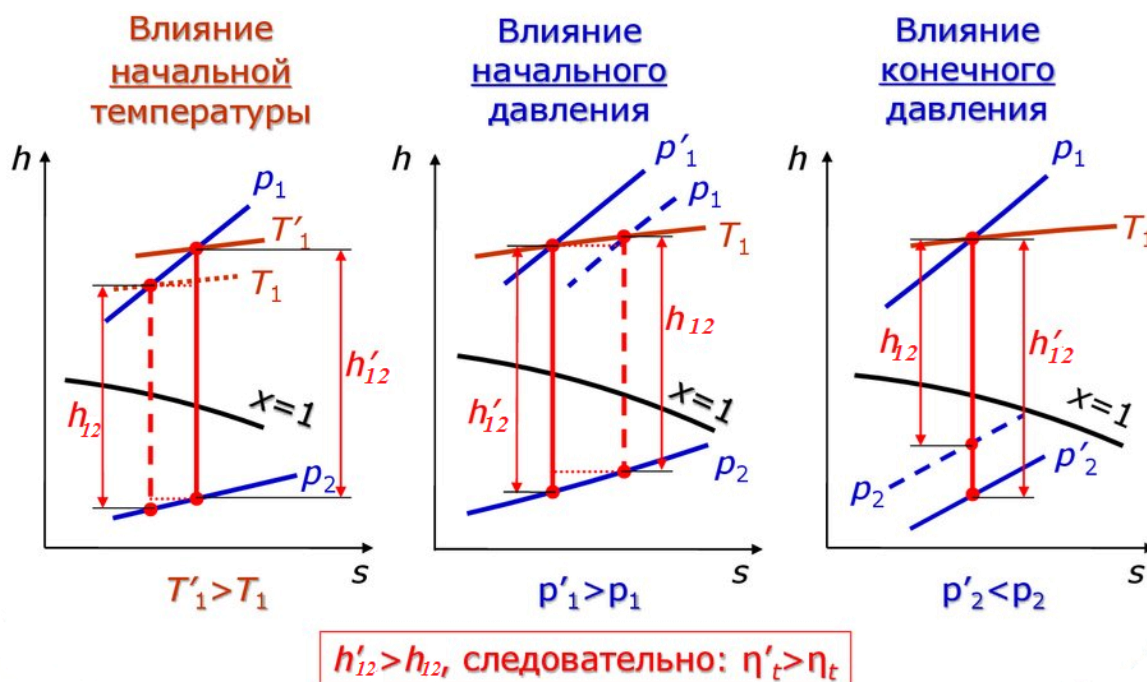 Влияние
начальной
температуры
h
p₁
T′₁
T₁
h₁₂
h′₁₂
x=1
p₂
s
T′₁>T₁
Влияние
начального
давления
h
p′₁
p₁
T₁
h₁₂
h′₁₂
x=1
p₂
s
p′₁>p₁
Влияние
конечного
давления
h
p₁
T₁
h₁₂
h′₁₂
x=1
p₂
p′₂
s
p′₂<p₂
h′₁₂>h₁₂, следовательно: η′ₜ>ηₜ